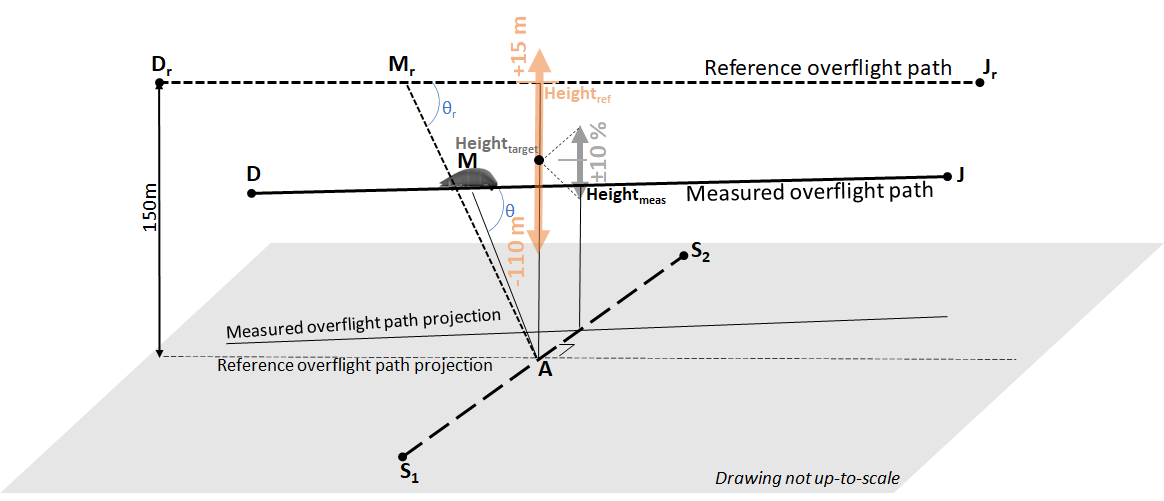 +15 m
Dr
Mr
Reference overflight path
Jr
θr
Heightref
Heighttarget
±10 %
M
D
J
Heightmeas
Measured overflight path
150m
θ
-110 m
S2
Measured overflight path projection
Reference overflight path projection
A
S1
Drawing not up-to-scale